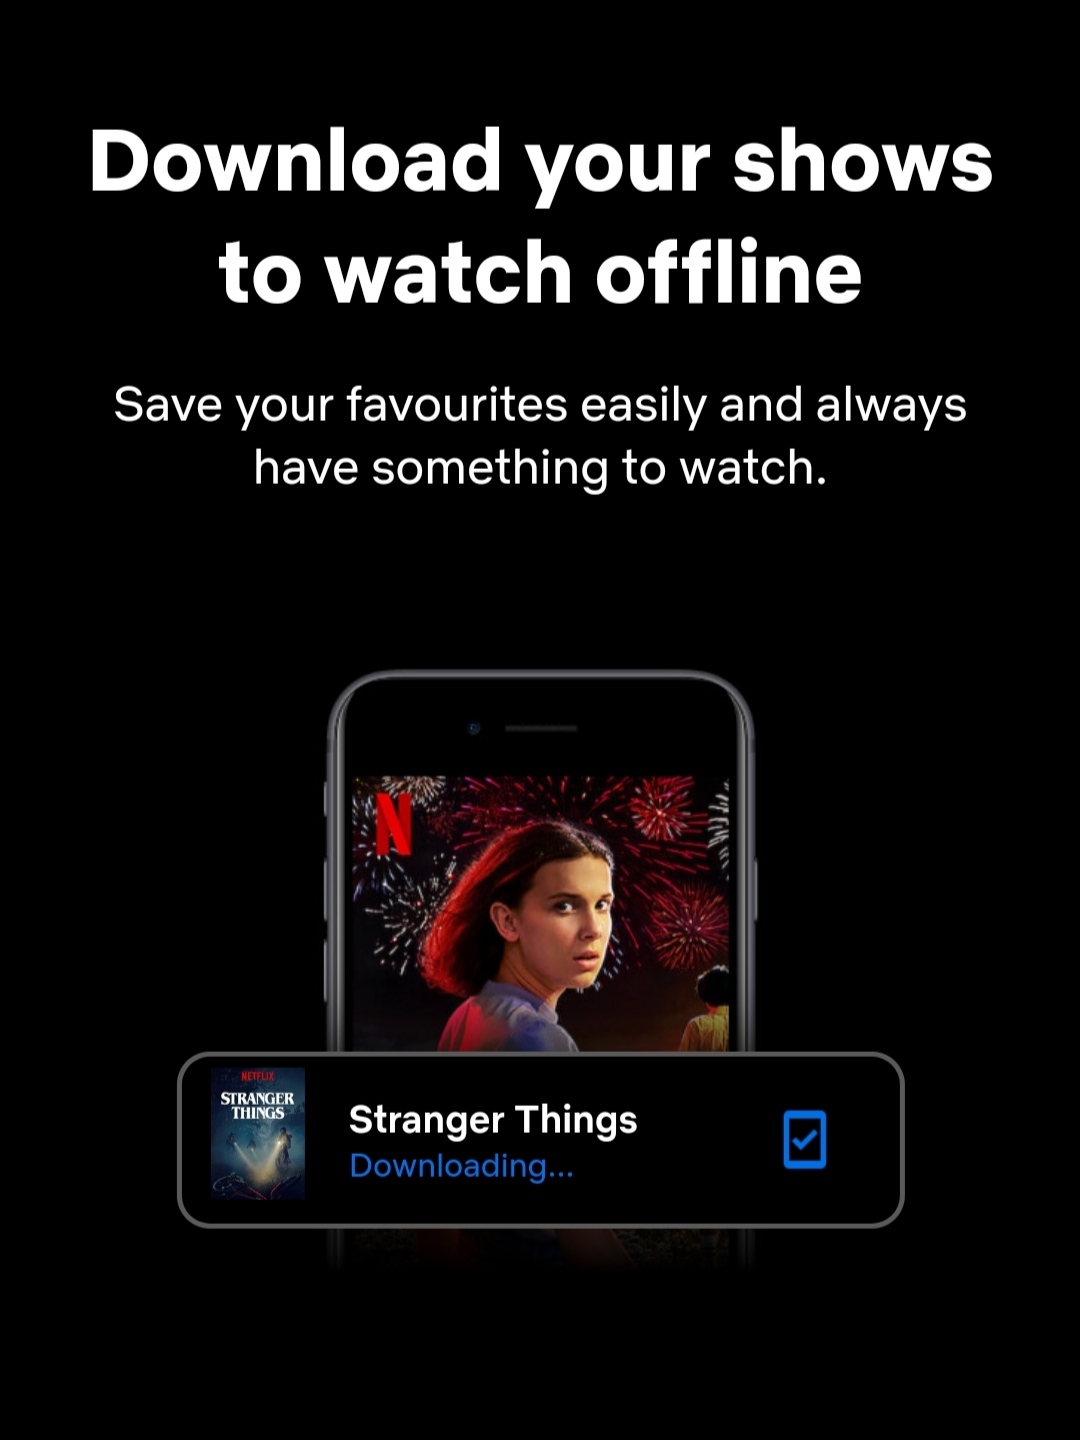 Download your shows
to watch offline
Save your favourites easily and always
have something to watch.
N
NETFLIX
STRANGER
THINGS
Stranger Things
Downloading...